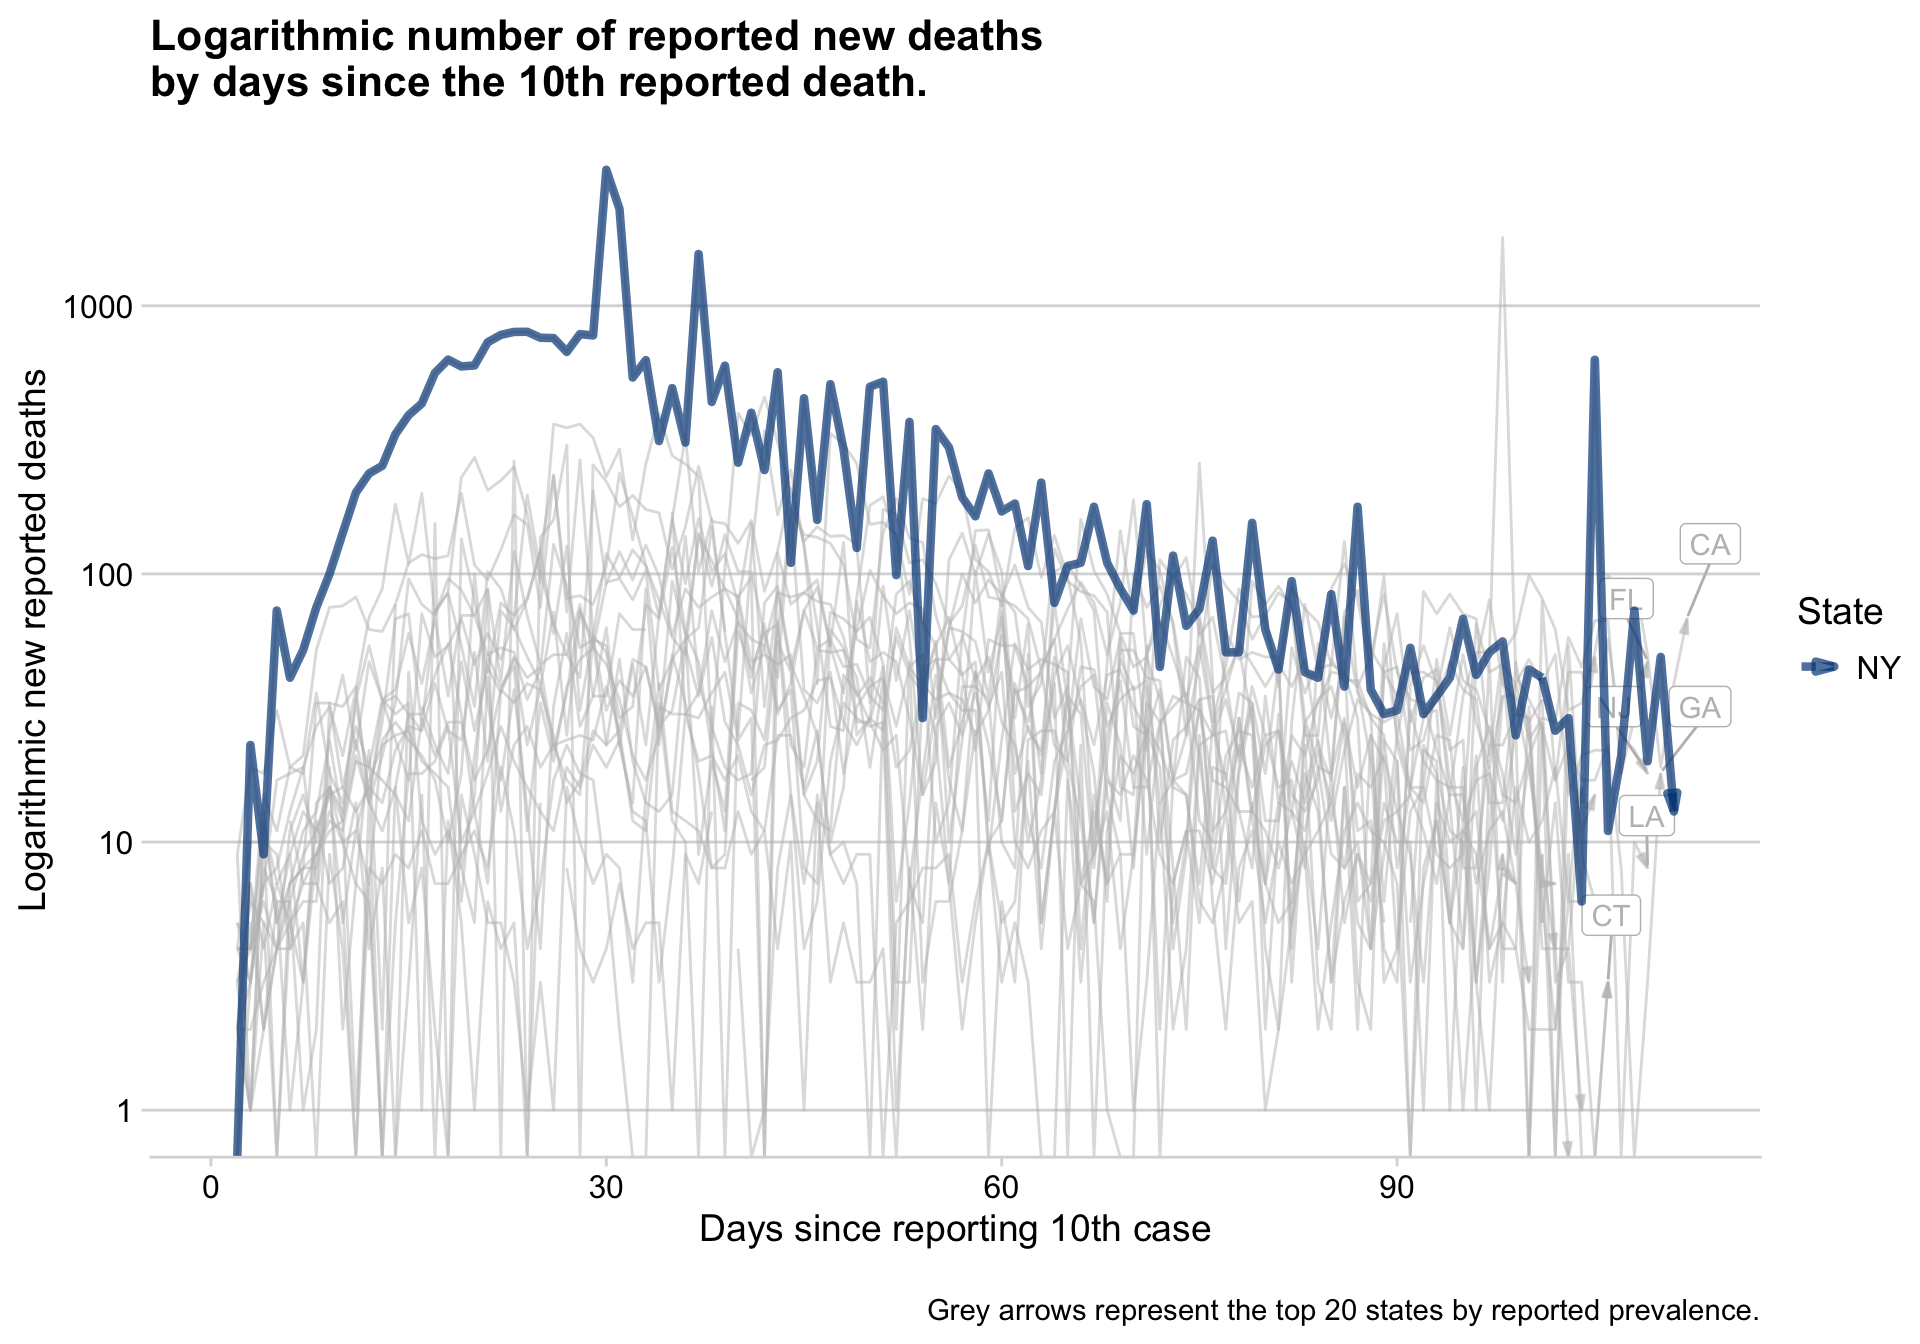 Logarithmic number of reported new deaths
by days since the 10th reported death.
Logarithmic new reported deaths
1000
100
10
1
CA
FL
NJ
GA
LA
CT
State
NY
0
30
60
90
Days since reporting 10th case
Grey arrows represent the top 20 states by reported prevalence.